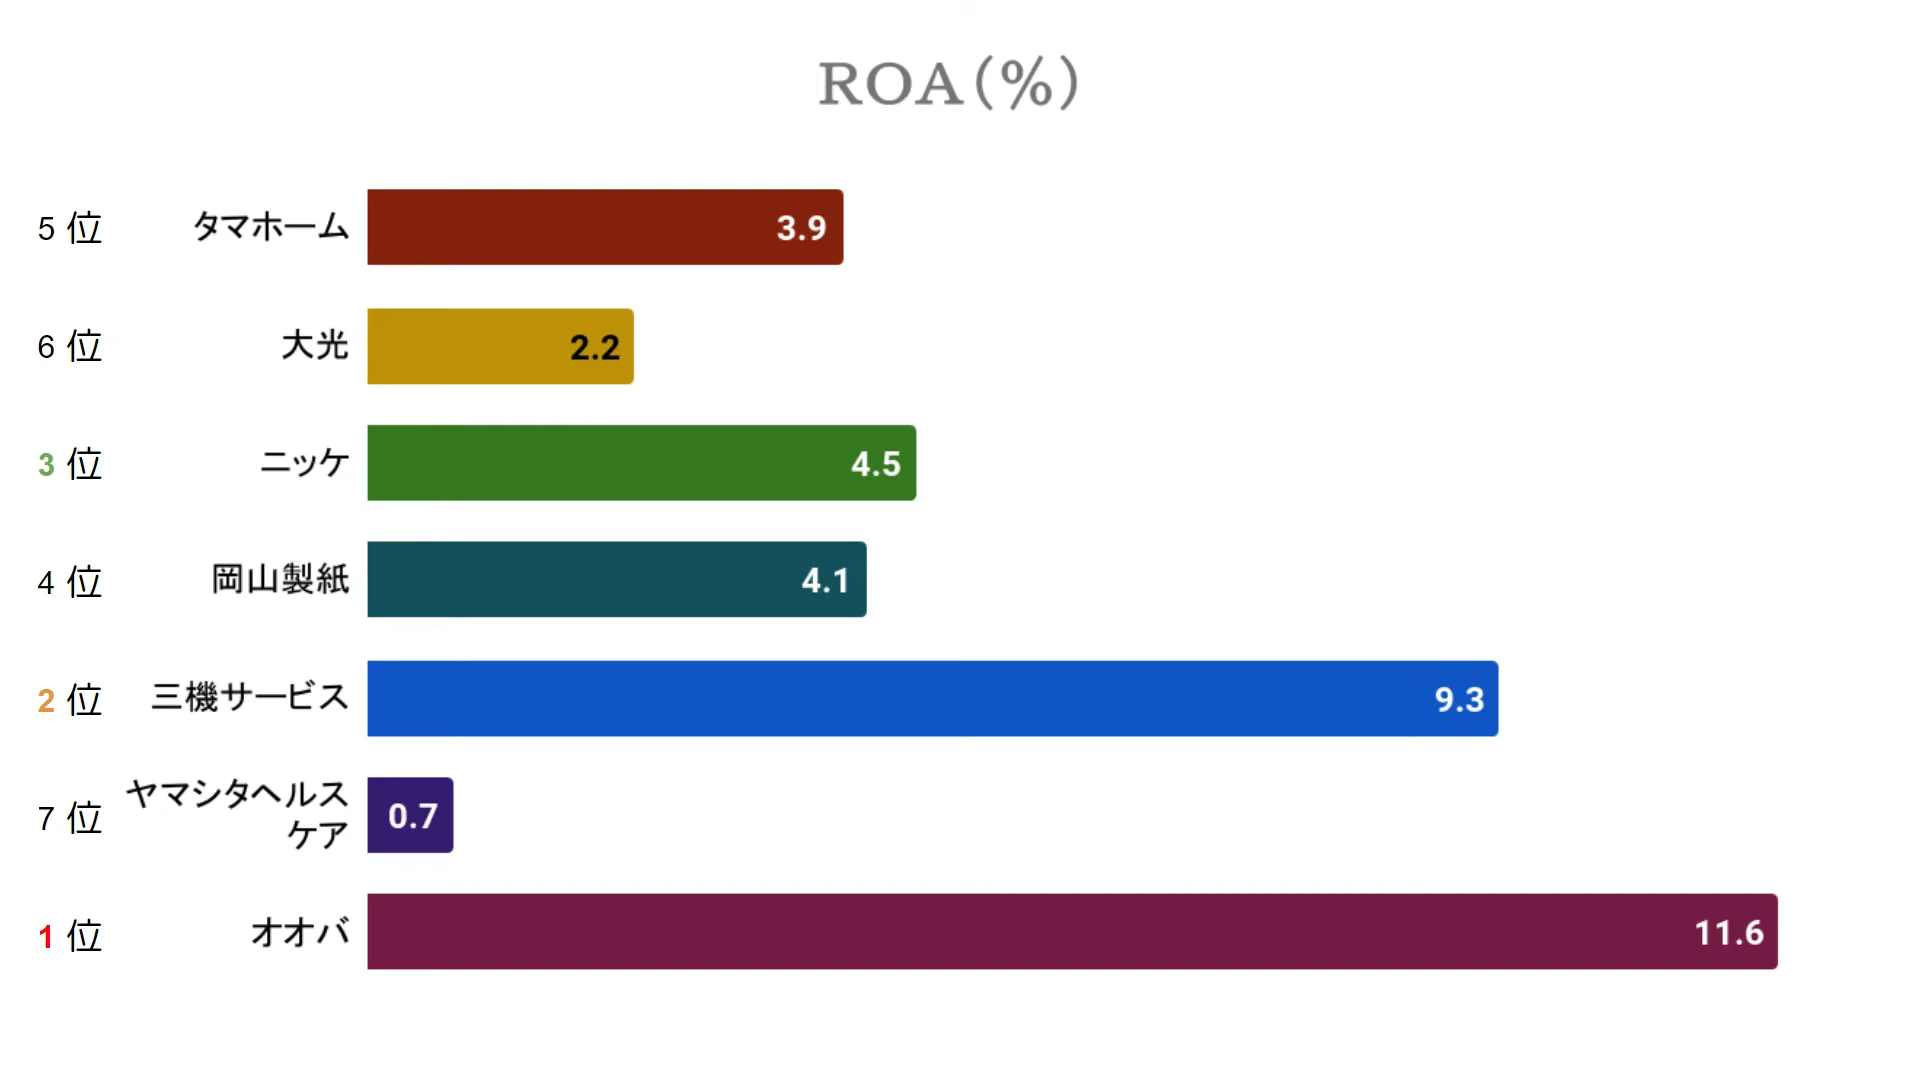 ROA(%)
5 位 タマホーム 3.9
6 位 大光 2.2
3 位 ニッケ 4.5
4 位 岡山製紙 4.1
2 位 三機サービス 9.3
7 位 ヤマシタヘルス
ケア 0.7
1 位 オオバ 11.6